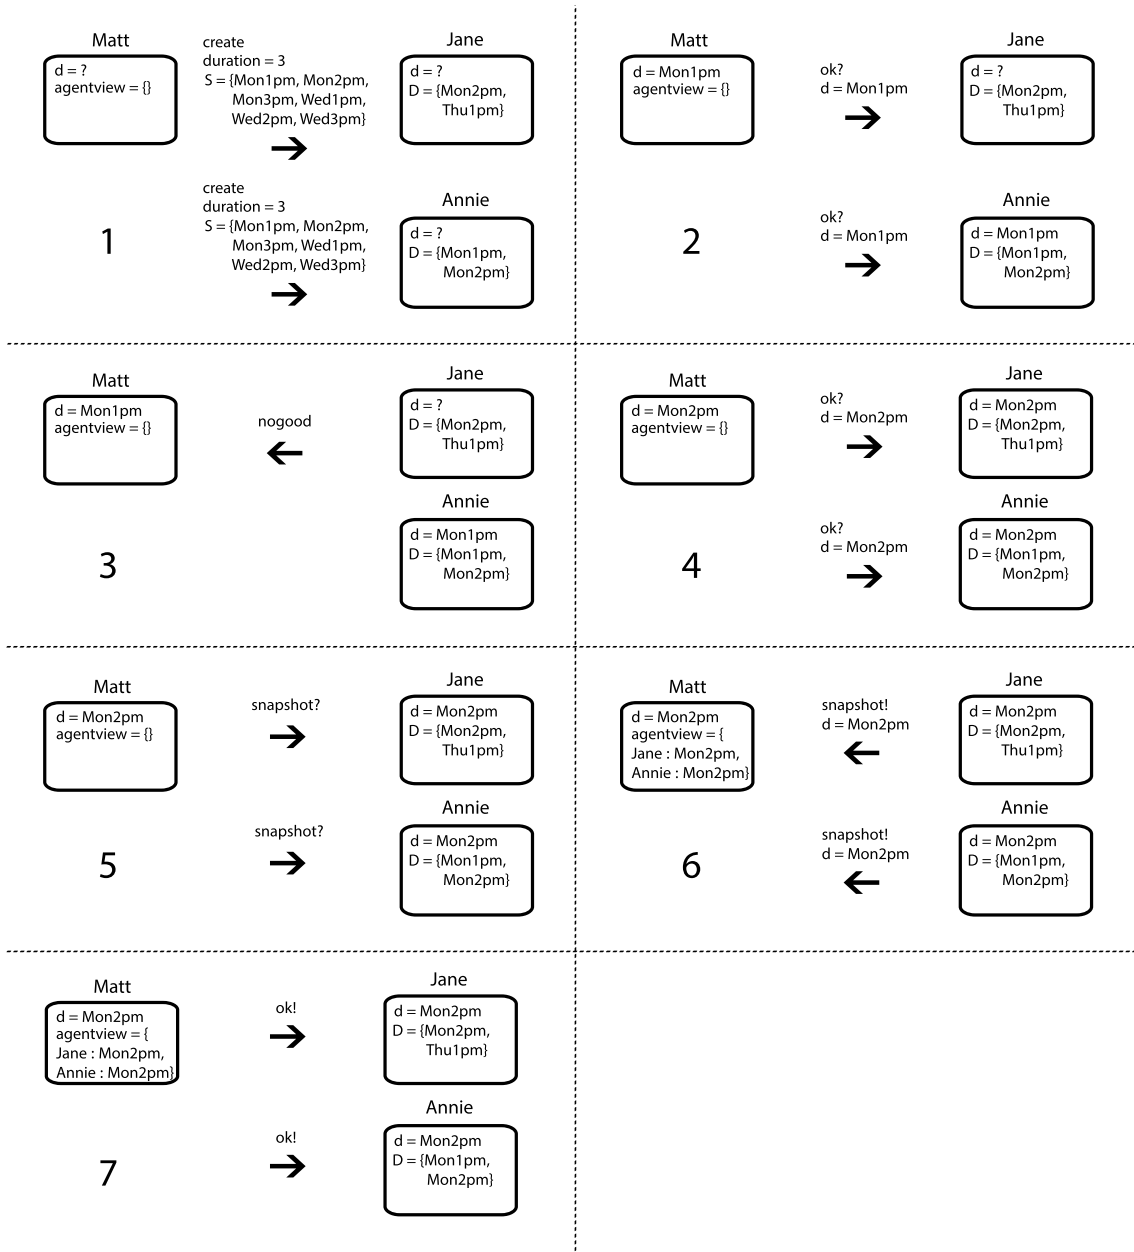 Matt
d = ?
agentview = {}
create
duration = 3
S = {Mon1pm, Mon2pm,
Mon3pm, Wed1pm,
Wed2pm, Wed3pm}
Jane
d = ?
D = {Mon2pm,
Thu1pm}
create
duration = 3
S = {Mon1pm, Mon2pm,
Mon3pm, Wed1pm,
Wed2pm, Wed3pm}
Annie
d = ?
D = {Mon1pm,
Mon2pm}
1
Matt
d = Mon1pm
agentview = {}
ok?
d = Mon1pm
Jane
d = ?
D = {Mon2pm,
Thu1pm}
ok?
d = Mon1pm
Annie
d = Mon1pm
D = {Mon1pm,
Mon2pm}
2
Matt
d = Mon1pm
agentview = {}
nogood
Jane
d = ?
D = {Mon2pm,
Thu1pm}
Annie
d = Mon1pm
D = {Mon1pm,
Mon2pm}
3
Matt
d = Mon2pm
agentview = {}
ok?
d = Mon2pm
Jane
d = Mon2pm
D = {Mon2pm,
Thu1pm}
ok?
d = Mon2pm
Annie
d = Mon2pm
D = {Mon1pm,
Mon2pm}
4
Matt
d = Mon2pm
agentview = {}
snapshot?
Jane
d = Mon2pm
D = {Mon2pm,
Thu1pm}
snapshot?
Annie
d = Mon2pm
D = {Mon1pm,
Mon2pm}
5
Matt
d = Mon2pm
agentview = {
Jane : Mon2pm,
Annie : Mon2pm}
snapshot!
d = Mon2pm
Jane
d = Mon2pm
D = {Mon2pm,
Thu1pm}
snapshot!
d = Mon2pm
Annie
d = Mon2pm
D = {Mon1pm,
Mon2pm}
6
Matt
d = Mon2pm
agentview = {
Jane : Mon2pm,
Annie : Mon2pm}
ok!
Jane
d = Mon2pm
D = {Mon2pm,
Thu1pm}
ok!
Annie
d = Mon2pm
D = {Mon1pm,
Mon2pm}
7